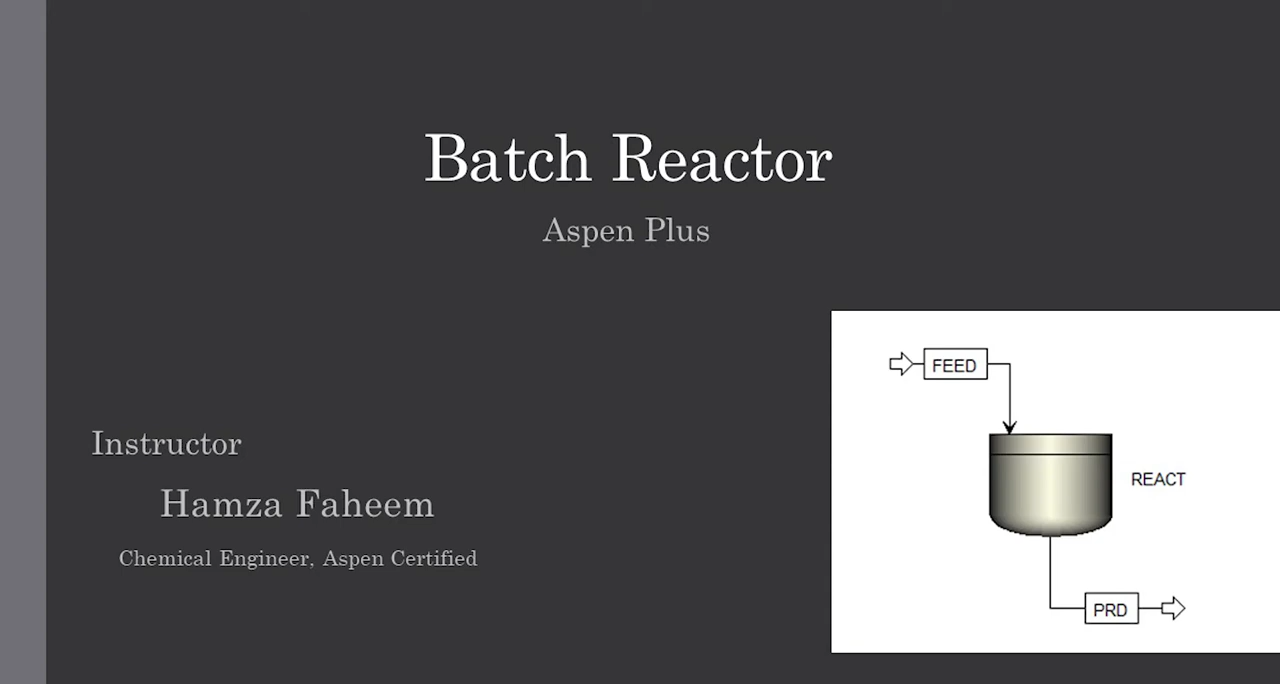 Batch Reactor
Aspen Plus
Instructor
Hamza Faheem
Chemical Engineer, Aspen Certified
FEED
REACT
PRD